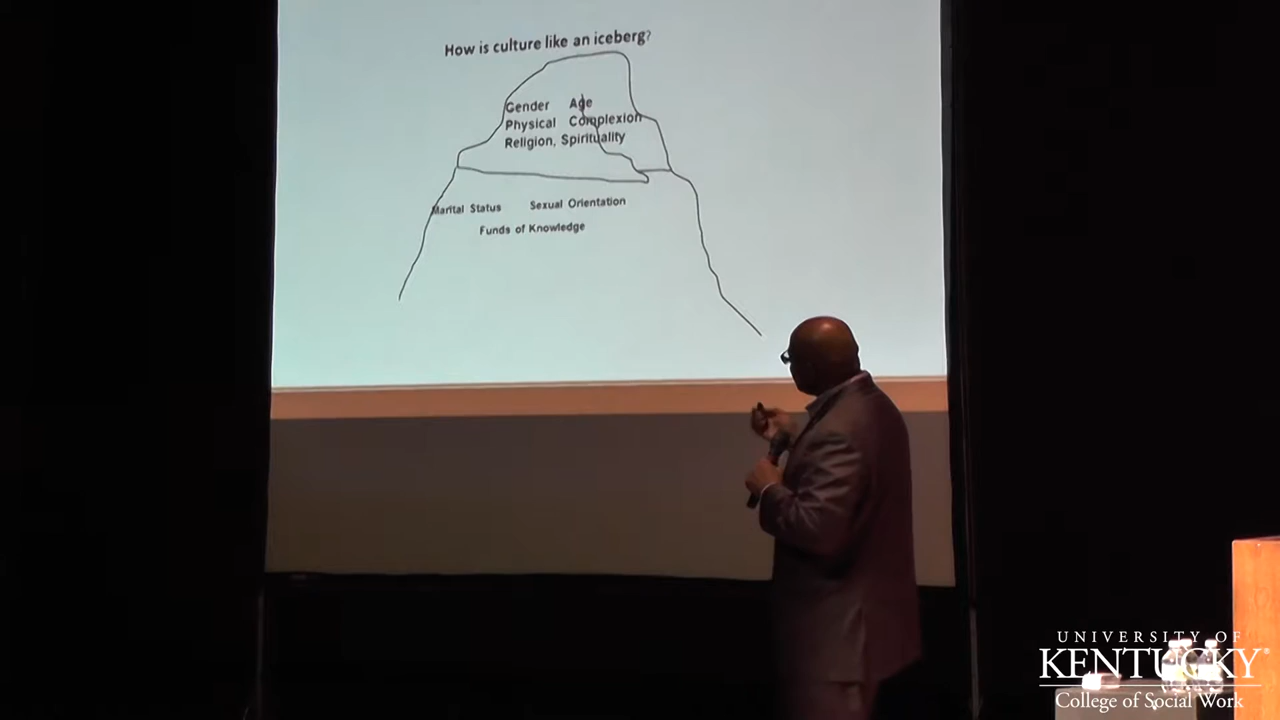 How is culture like an iceberg?
Gender Age
Physical Complexion
Religion, Spirituality
Marital Status Sexual Orientation
Funds of Knowledge
UNIVERSITY OF
KENTUCKY®
College of Social Work